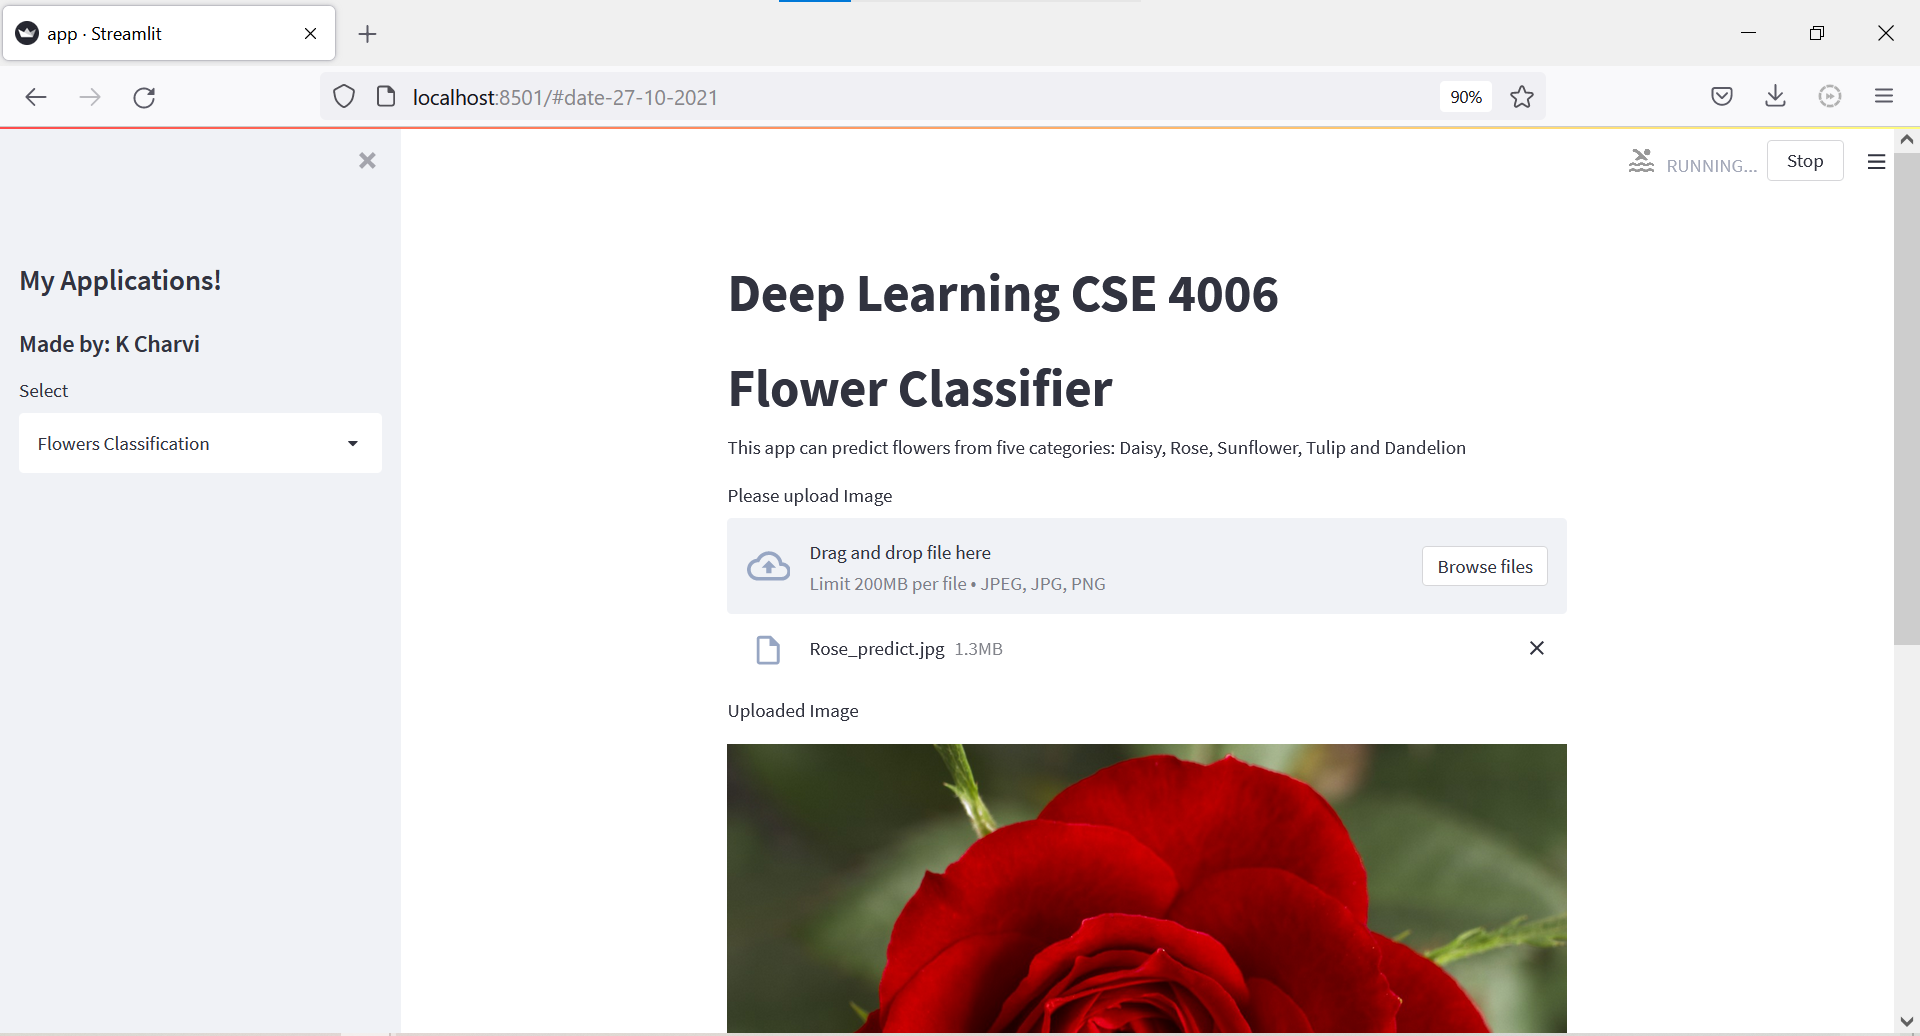 app · Streamlit
localhost:8501/#date-27-10-2021
90%
RUNNING...
Stop
My Applications!
Made by: K Charvi
Select
Flowers Classification
Deep Learning CSE 4006
Flower Classifier
This app can predict flowers from five categories: Daisy, Rose, Sunflower, Tulip and Dandelion
Please upload Image
Drag and drop file here
Limit 200MB per file • JPEG, JPG, PNG
Browse files
Rose_predict.jpg 1.3MB
Uploaded Image